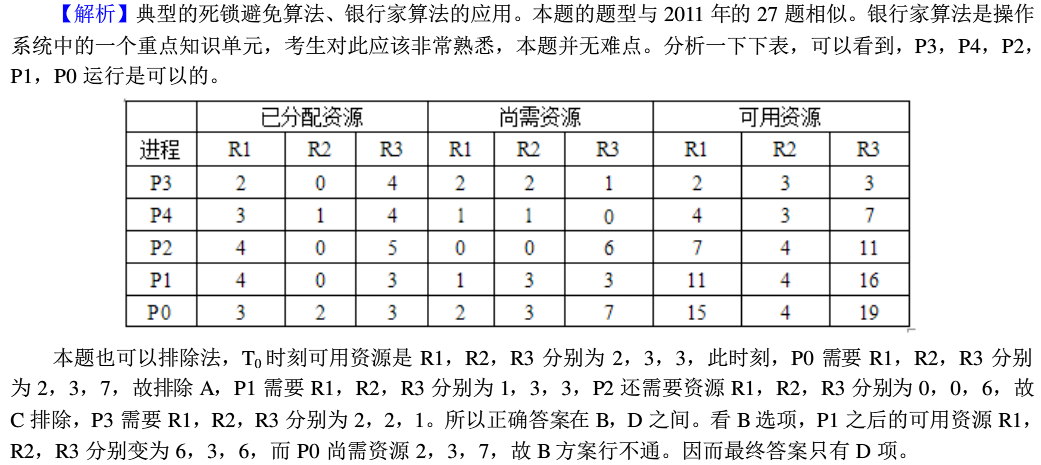 【解析】典型的死锁避免算法、银行家算法的应用。本题的题型与 2011 年的 27 题相似。银行家算法是操作
系统中的一个重点知识单元，考生对此应该非常熟悉，本题并无难点。分析一下下表，可以看到，P3，P4，P2，
P1，P0 运行是可以的。
已分配资源 尚需资源 可用资源
进程 R1 R2 R3 R1 R2 R3 R1 R2 R3
P3 2 0 4 2 2 1 2 3 3
P4 3 1 4 1 1 0 4 3 7
P2 4 0 5 0 0 6 7 4 11
P1 4 0 3 1 3 3 11 4 16
P0 3 2 3 2 3 7 15 4 19
本题也可以排除法，T0 时刻可用资源是 R1，R2，R3 分别为 2，3，3，此时刻，P0 需要 R1，R2，R3 分别
为 2，3，7，故排除 A，P1 需要 R1，R2，R3 分别为 1，3，3，P2 还需要资源 R1，R2，R3 分别为 0，0，6，故
C 排除，P3 需要 R1，R2，R3 分别为 2，2，1。所以正确答案在 B，D 之间。看 B 选项，P1 之后的可用资源 R1，
R2，R3 分别变为 6，3，6，而 P0 尚需资源 2，3，7，故 B 方案行不通。因而最终答案只有 D 项。